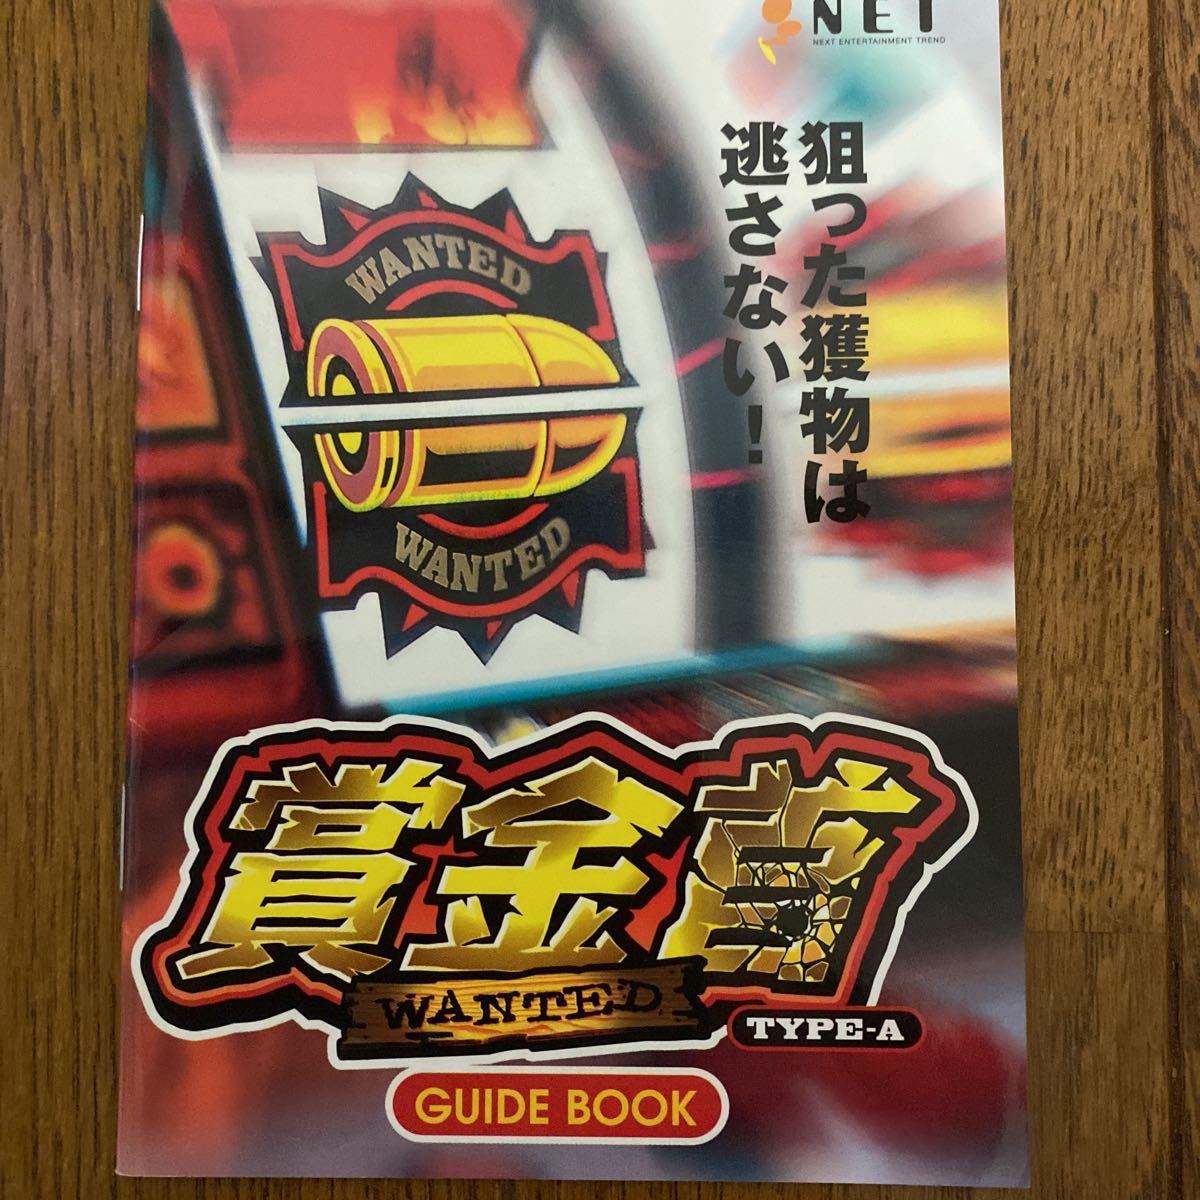 NET
NEXT ENTERTAINMENT TREND
狙った獲物は
逃さない!
WANTED
WANTED
賞金首
WANTED
TYPE-A
GUIDE BOOK